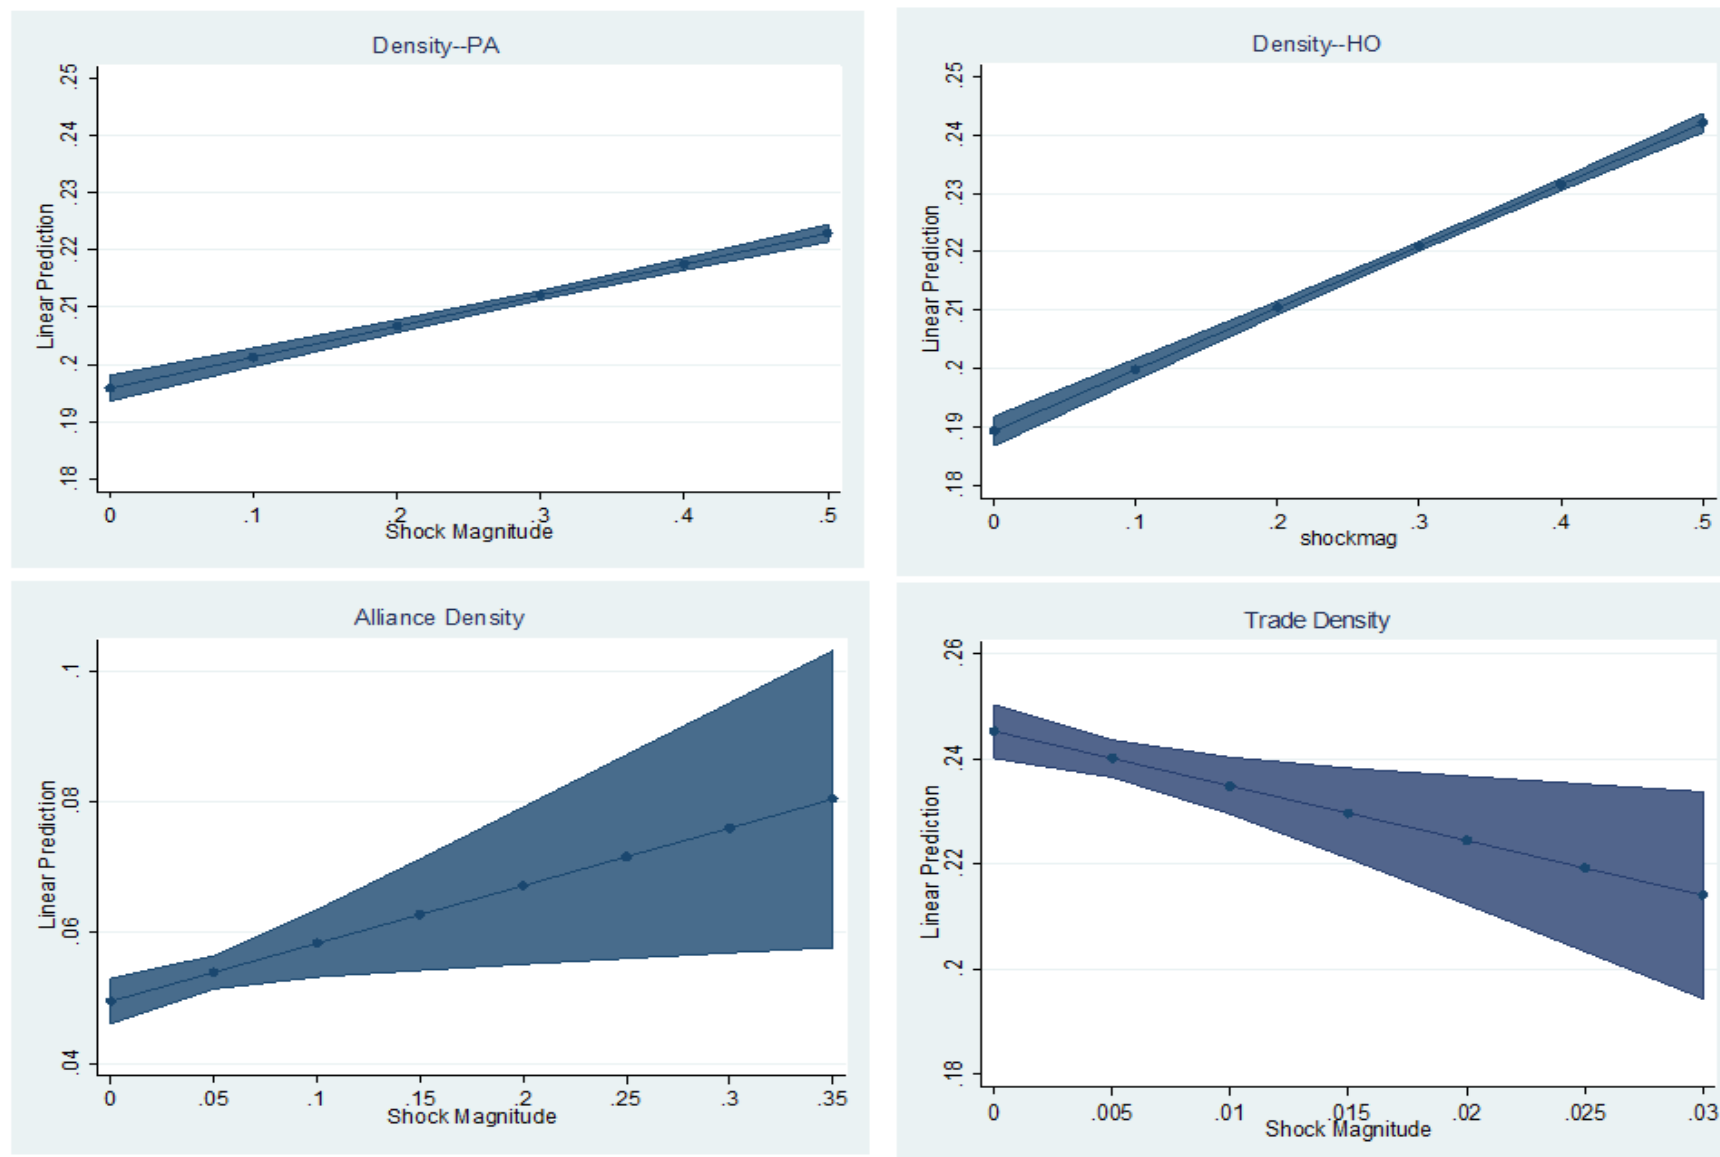 Density--PA
Linear Prediction
.25
.24
.23
.22
.21
.2
.19
.18
0 .1 .2 .3 .4 .5
Shock Magnitude
Density--HO
Linear Prediction
.25
.24
.23
.22
.21
.2
.19
.18
0 .1 .2 .3 .4 .5
shockmag
Alliance Density
Linear Prediction
.1
.08
.06
.04
0 .05 .1 .15 .2 .25 .3 .35
Shock Magnitude
Trade Density
Linear Prediction
.26
.24
.22
.2
.18
0 .005 .01 .015 .02 .025 .03
Shock Magnitude